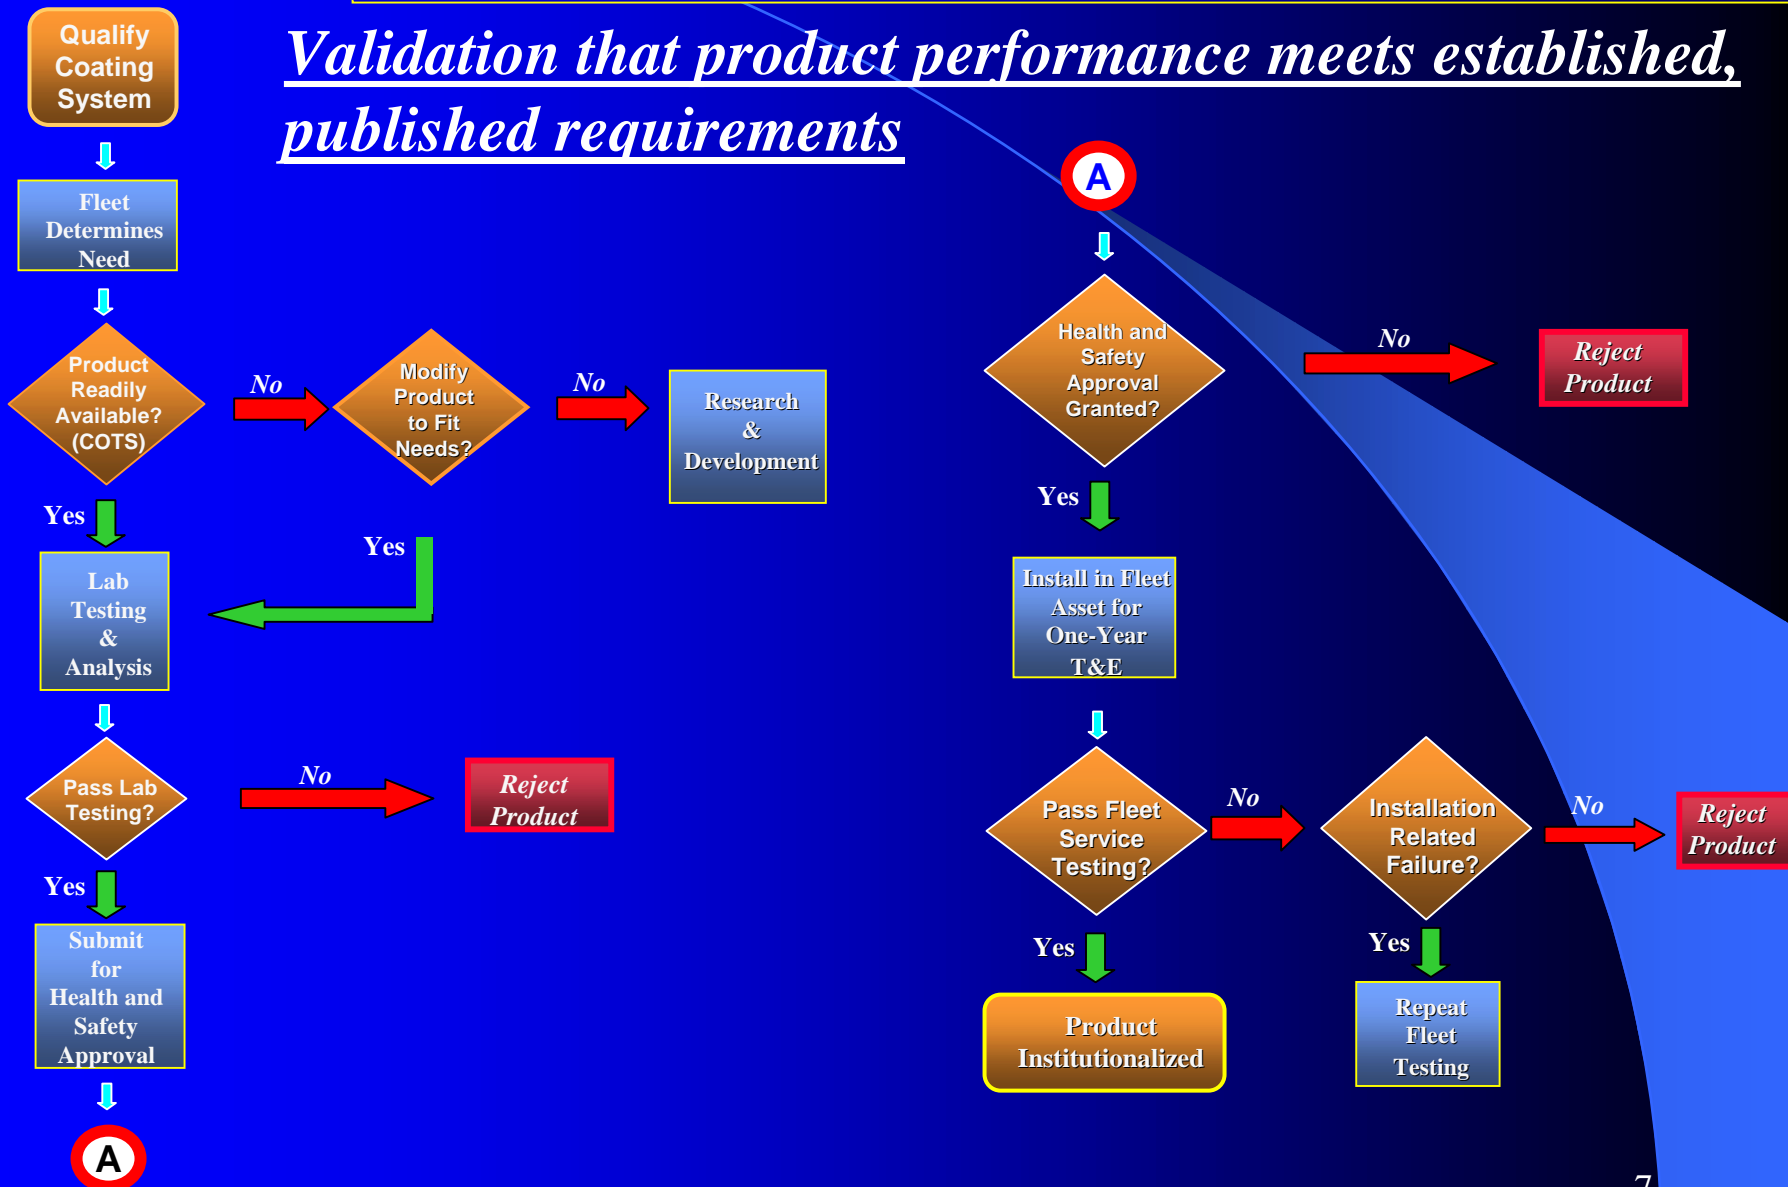 Validation that product performance meets established,
published requirements
Qualify
Coating
System
Fleet
Determines
Need
Product
Readily
Available?
(COTS)
No
Modify
Product
to Fit
Needs?
No
Research
&
Development
Yes
Yes
Lab
Testing
&
Analysis
Pass Lab
Testing?
No
Reject
Product
Yes
Submit
for
Health and
Safety
Approval
A
A
Health and
Safety
Approval
Granted?
No
Reject
Product
Yes
Install in Fleet
Asset for
One-Year
T&E
Pass Fleet
Service
Testing?
No
Installation
Related
Failure?
No
Reject
Product
Yes
Product
Institutionalized
Yes
Repeat
Fleet
Testing
7